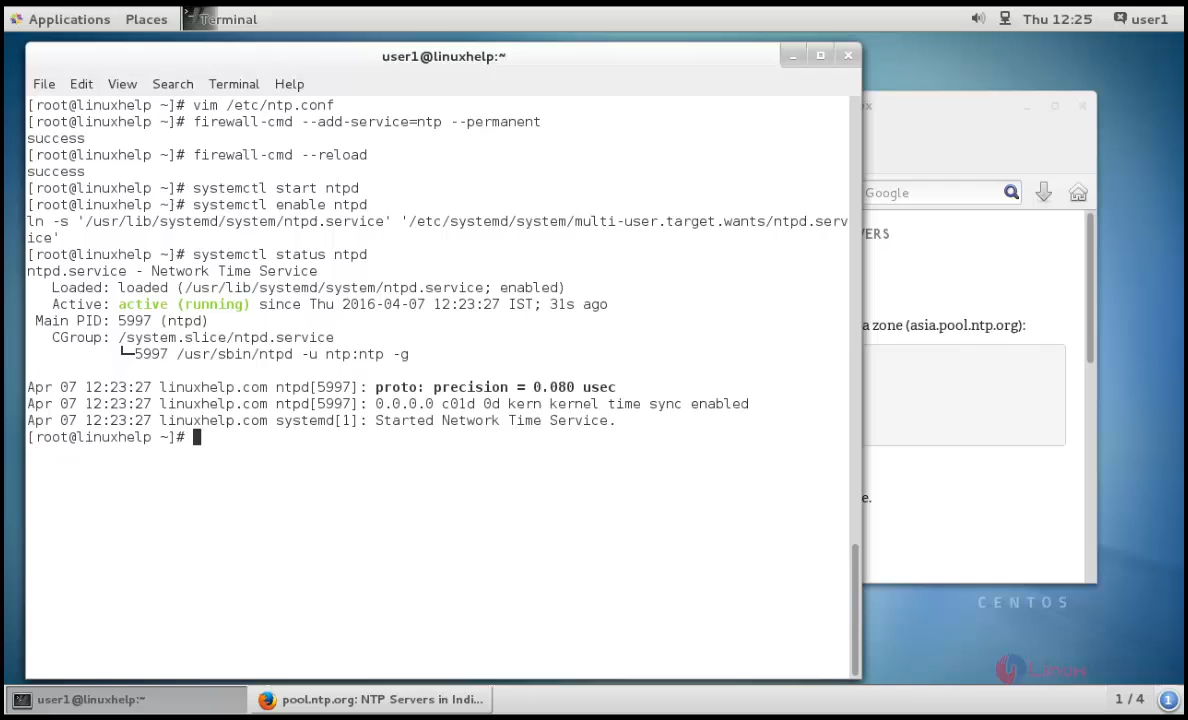 Applications Places Terminal Thu 12:25 user1
user1@linuxhelp:~
File Edit View Search Terminal Help
[root@linuxhelp ~]# vim /etc/ntp.conf
[root@linuxhelp ~]# firewall-cmd --add-service=ntp --permanent
success
[root@linuxhelp ~]# firewall-cmd --reload
success
[root@linuxhelp ~]# systemctl start ntpd
[root@linuxhelp ~]# systemctl enable ntpd
ln -s '/usr/lib/systemd/system/ntpd.service' '/etc/systemd/system/multi-user.target.wants/ntpd.serv
ice'
[root@linuxhelp ~]# systemctl status ntpd
ntpd.service - Network Time Service
Loaded: loaded (/usr/lib/systemd/system/ntpd.service; enabled)
Active: active (running) since Thu 2016-04-07 12:23:27 IST; 31s ago
Main PID: 5997 (ntpd)
CGroup: /system.slice/ntpd.service
└─5997 /usr/sbin/ntpd -u ntp:ntp -g
Apr 07 12:23:27 linuxhelp.com ntpd[5997]: proto: precision = 0.080 usec
Apr 07 12:23:27 linuxhelp.com ntpd[5997]: 0.0.0.0 c01d 0d kern kernel time sync enabled
Apr 07 12:23:27 linuxhelp.com systemd[1]: Started Network Time Service.
[root@linuxhelp ~]#
Google
VERS
a zone (asia.pool.ntp.org):
e.
CENTOS
user1@linuxhelp:~ pool.ntp.org: NTP Servers in Indi... 1 / 4 1